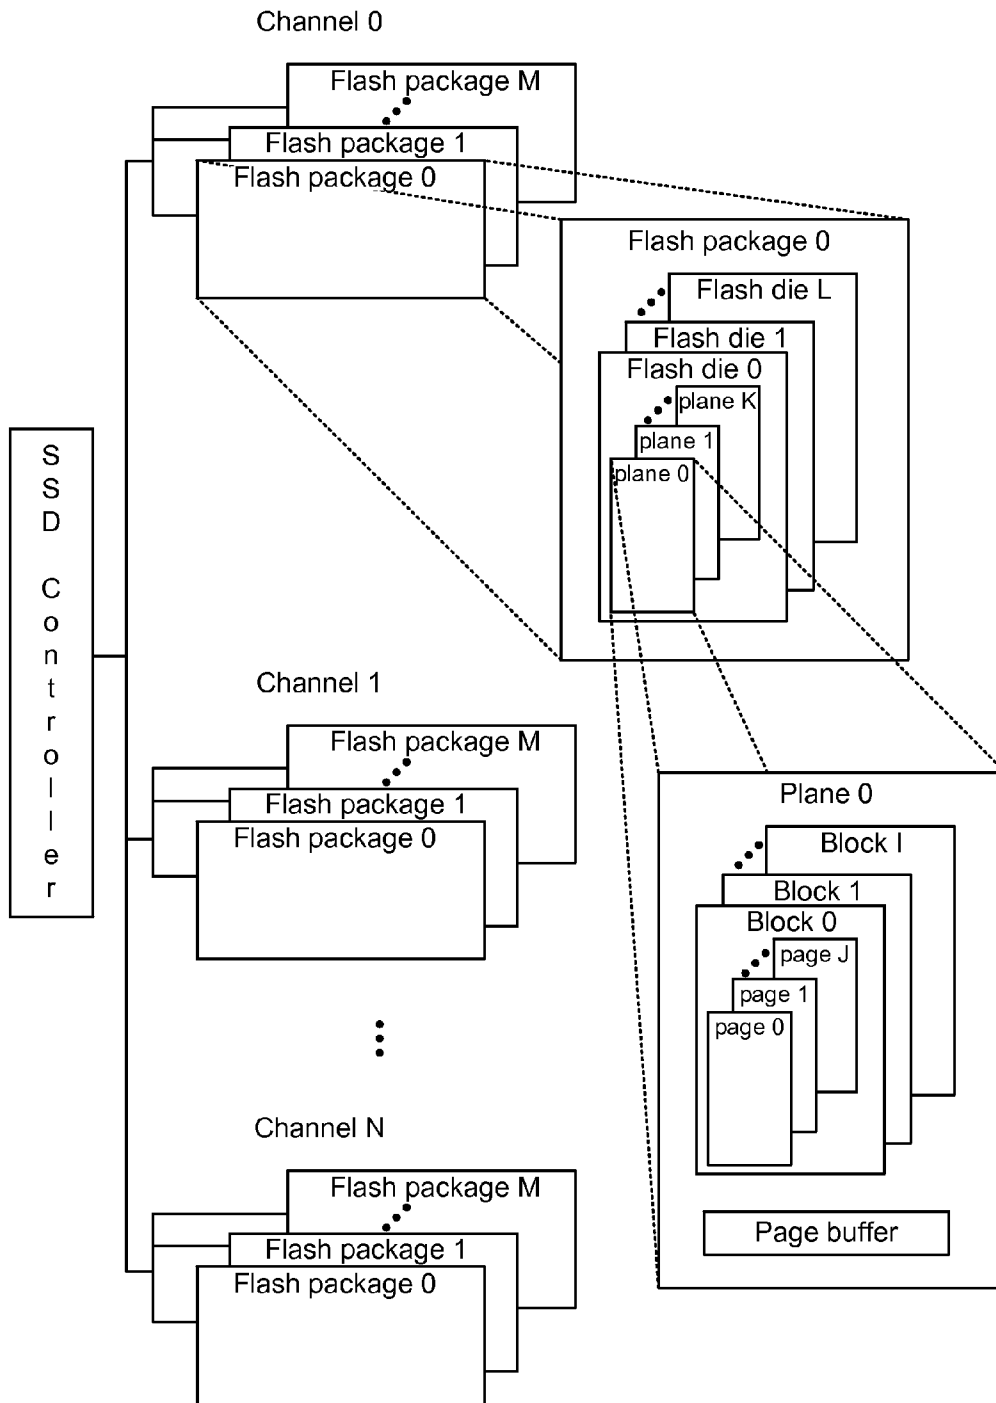 Channel 0
Flash package M
Flash package 1
Flash package 0
Flash package 0
Flash die L
Flash die 1
Flash die 0
plane K
plane 1
plane 0
SSD Controller
Channel 1
Flash package M
Flash package 1
Flash package 0
Plane 0
Block I
Block 1
Block 0
page J
page 1
page 0
Page buffer
Channel N
Flash package M
Flash package 1
Flash package 0